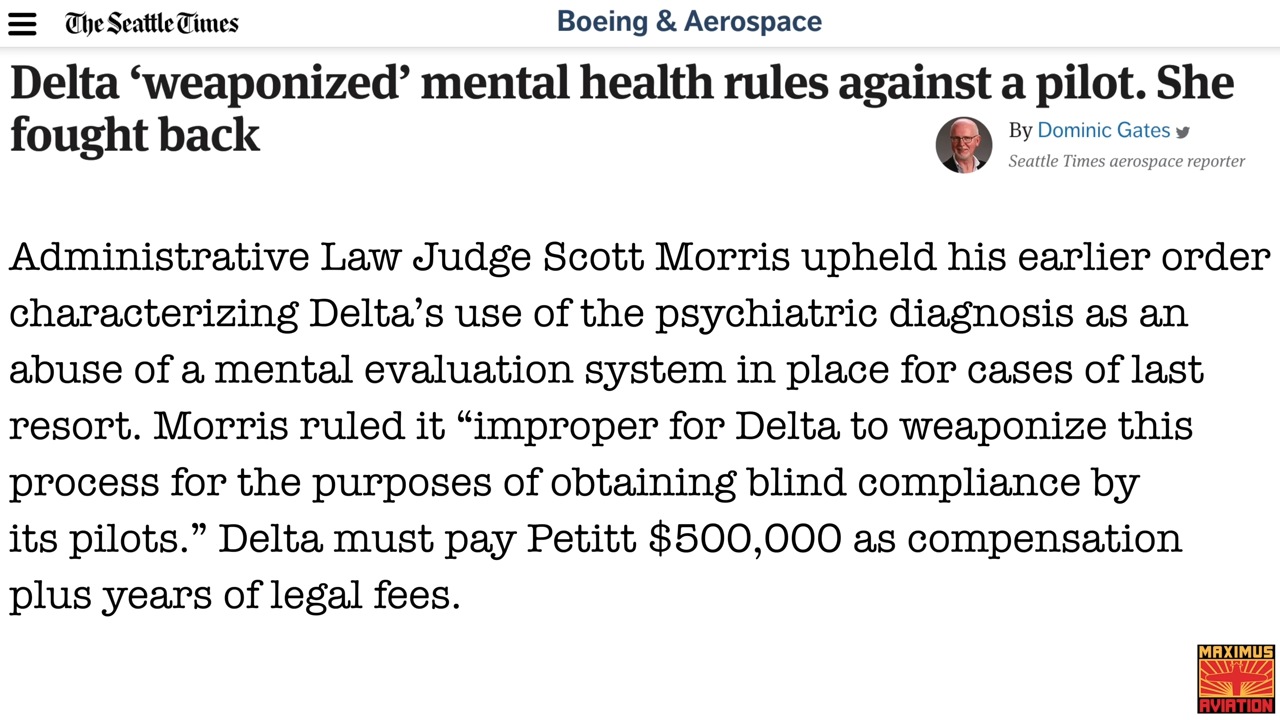 The Seattle Times
Boeing & Aerospace
Delta ‘weaponized’ mental health rules against a pilot. She
fought back
By Dominic Gates
Seattle Times aerospace reporter
Administrative Law Judge Scott Morris upheld his earlier order
characterizing Delta’s use of the psychiatric diagnosis as an
abuse of a mental evaluation system in place for cases of last
resort. Morris ruled it “improper for Delta to weaponize this
process for the purposes of obtaining blind compliance by
its pilots.” Delta must pay Petitt $500,000 as compensation
plus years of legal fees.
MAXIMUS
AVIATION